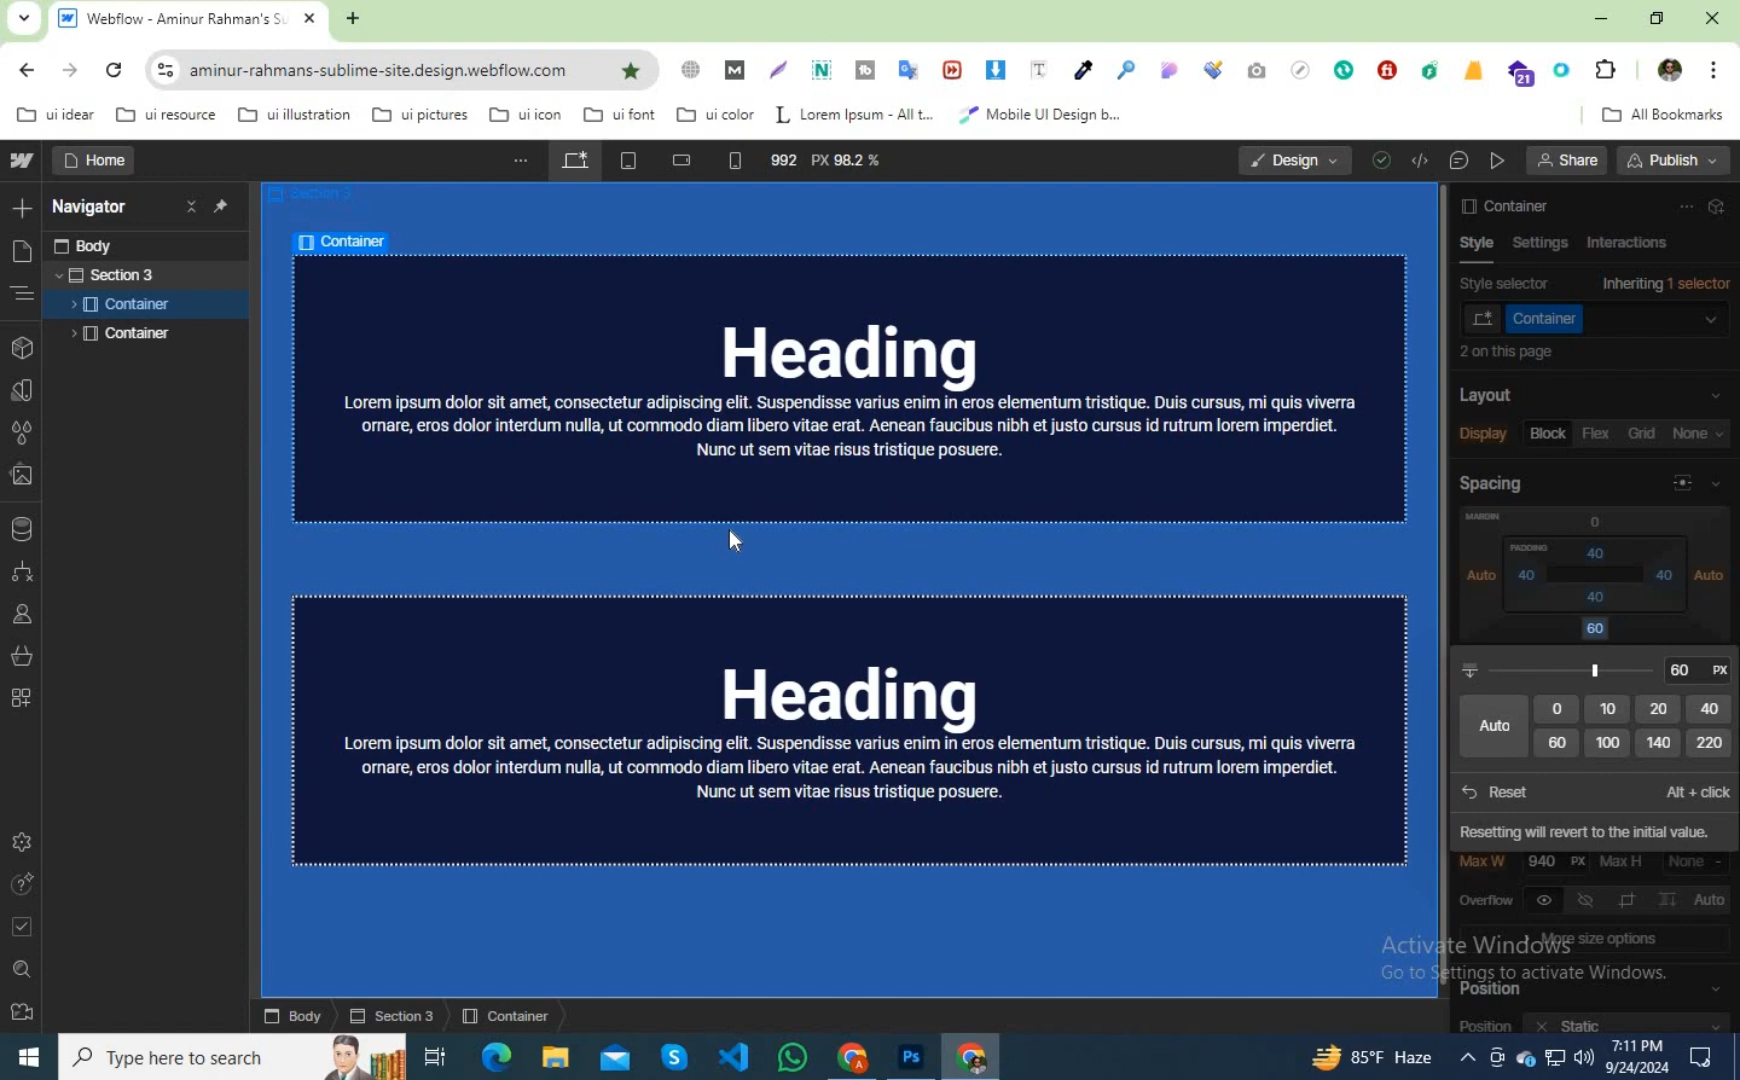 Webflow - Aminur Rahman's Su
aminur-rahmans-sublime-site.design.webflow.com
21
ui idear
ui resource
ui illustration
ui pictures
ui icon
ui font
ui color
Lorem Ipsum - All t...
Mobile UI Design b...
All Bookmarks
Home
992 PX 98.2 %
Design
Share
Publish
Navigator
Body
Section 3
Container
Container
Section 3
Container
Heading
Lorem ipsum dolor sit amet, consectetur adipiscing elit. Suspendisse varius enim in eros elementum tristique. Duis cursus, mi quis viverra
ornare, eros dolor interdum nulla, ut commodo diam libero vitae erat. Aenean faucibus nibh et justo cursus id rutrum lorem imperdiet.
Nunc ut sem vitae risus tristique posuere.
Heading
Lorem ipsum dolor sit amet, consectetur adipiscing elit. Suspendisse varius enim in eros elementum tristique. Duis cursus, mi quis viverra
ornare, eros dolor interdum nulla, ut commodo diam libero vitae erat. Aenean faucibus nibh et justo cursus id rutrum lorem imperdiet.
Nunc ut sem vitae risus tristique posuere.
Body
Section 3
Container
Container
Style Settings Interactions
Style selector Inheriting 1 selector
Container
2 on this page
Layout
Display Block Flex Grid None
Spacing
MARGIN 0
PADDING 40
Auto 40 40 Auto
40
60
60 PX
Auto 0 10 20 40
60 100 140 220
Reset Alt + click
Resetting will revert to the initial value.
Max W 940 PX Max H None -
Overflow Auto
More size options
Activate Windows
Go to Settings to activate Windows.
Position
Position Static
Type here to search
85°F Haze
7:11 PM
9/24/2024